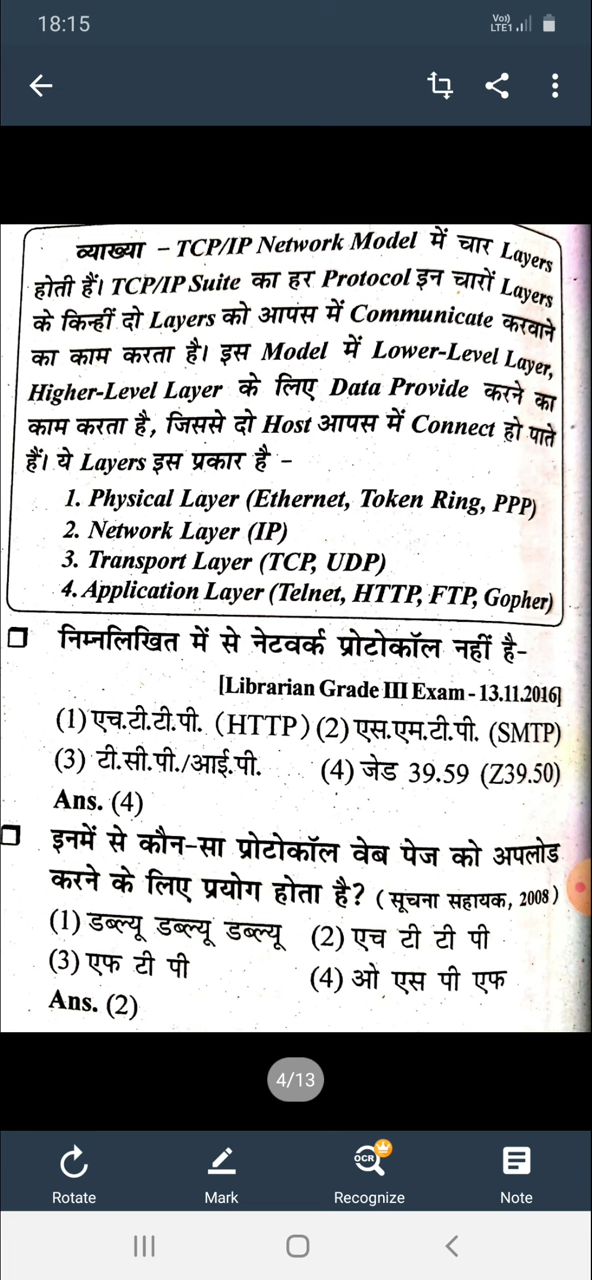 18:15
Vo)) LTE1
व्याख्या – TCP/IP Network Model में चार Layers
होती हैं। TCP/IP Suite का हर Protocol इन चारों Layers
के किन्हीं दो Layers को आपस में Communicate करवाने
का काम करता है। इस Model में Lower-Level Layer,
Higher-Level Layer के लिए Data Provide करने का
काम करता है, जिससे दो Host आपस में Connect हो पाते
हैं। ये Layers इस प्रकार है –
1. Physical Layer (Ethernet, Token Ring, PPP)
2. Network Layer (IP)
3. Transport Layer (TCP, UDP)
4. Application Layer (Telnet, HTTP, FTP, Gopher)
निम्नलिखित में से नेटवर्क प्रोटोकॉल नहीं है-
[Librarian Grade III Exam - 13.11.2016]
(1) एच.टी.टी.पी. (HTTP) (2) एस.एम.टी.पी. (SMTP)
(3) टी.सी.पी./आई.पी. (4) जेड 39.59 (Z39.50)
Ans. (4)
इनमें से कौन-सा प्रोटोकॉल वेब पेज को अपलोड
करने के लिए प्रयोग होता है? (सूचना सहायक, 2008)
(1) डब्ल्यू डब्ल्यू डब्ल्यू (2) एच टी टी पी
(3) एफ टी पी (4) ओ एस पी एफ
Ans. (2)
4/13
OCR
Rotate Mark Recognize Note